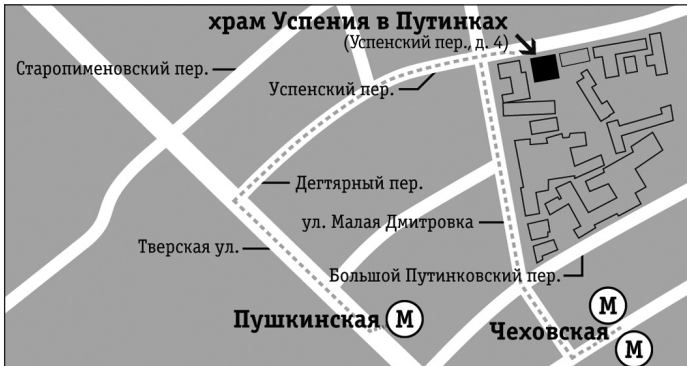 храм Успения в Путинках
(Успенский пер., д. 4)
Старопименовский пер.
Успенский пер.
Дегтярный пер.
ул. Малая Дмитровка
Тверская ул.
Большой Путинковский пер.
Пушкинская М
М
Чеховская
М